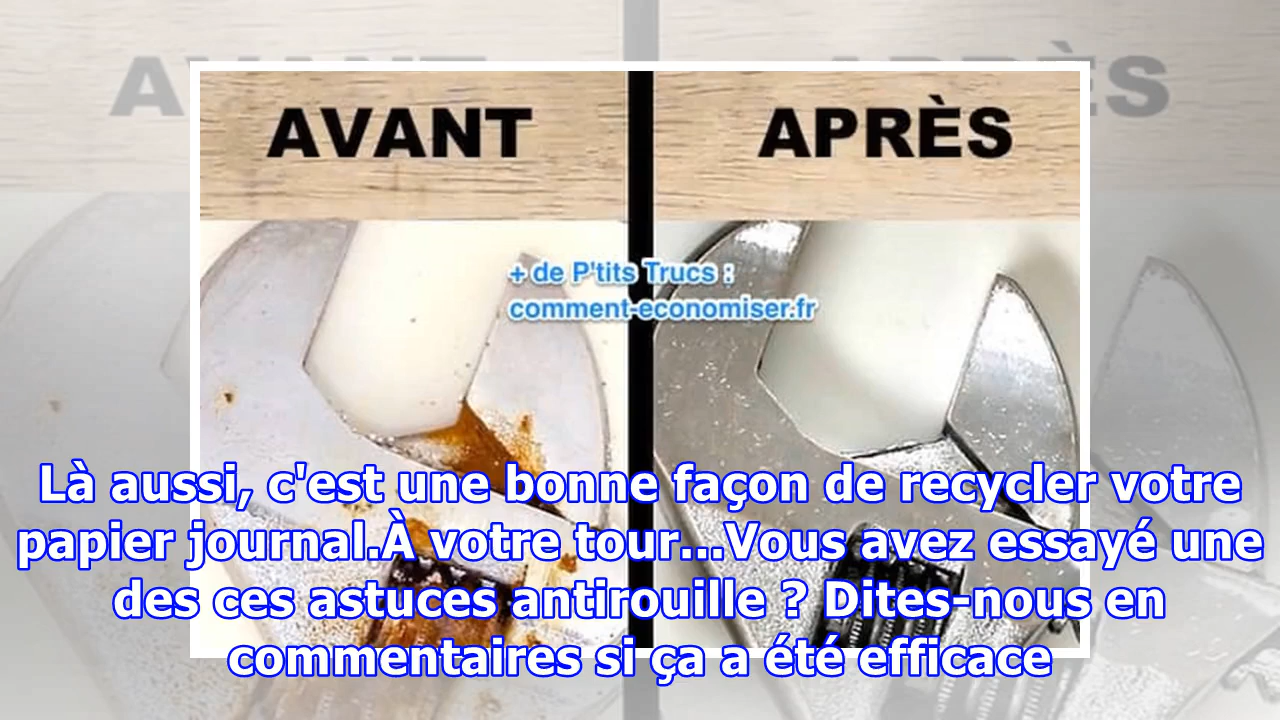 AVANT
APRÈS
+ de P'tits Trucs :
comment-economiser.fr
Là aussi, c'est une bonne façon de recycler votre
papier journal.À votre tour...Vous avez essayé une
des ces astuces antirouille ? Dites-nous en
commentaires si ça a été efficace